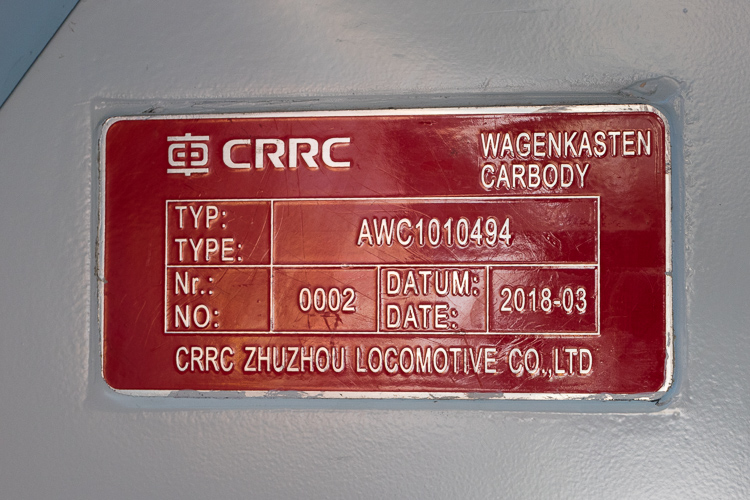 CRRC
WAGENKASTEN
CARBODY
TYP:
TYPE:
AWC1010494
Nr.:
NO:
0002
DATUM:
DATE:
2018-03
CRRC ZHUZHOU LOCOMOTIVE CO.,LTD